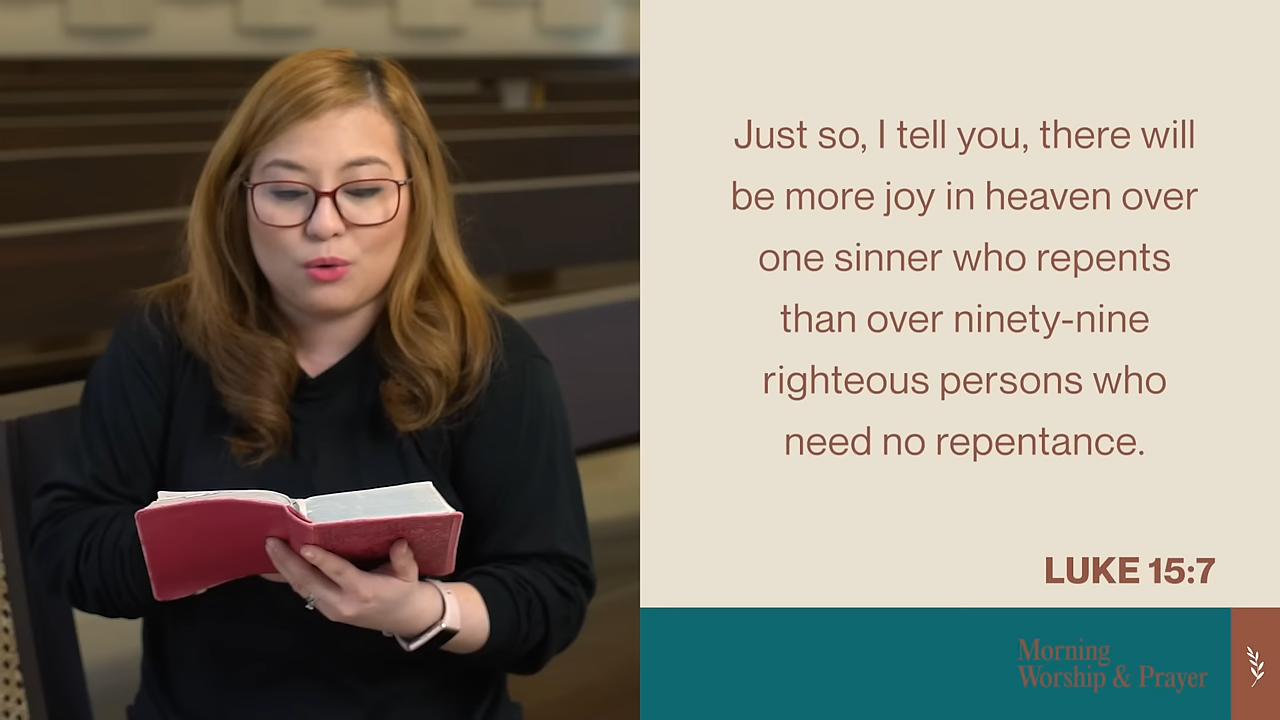 Just so, I tell you, there will
be more joy in heaven over
one sinner who repents
than over ninety-nine
righteous persons who
need no repentance.
LUKE 15:7
Morning
Worship & Prayer